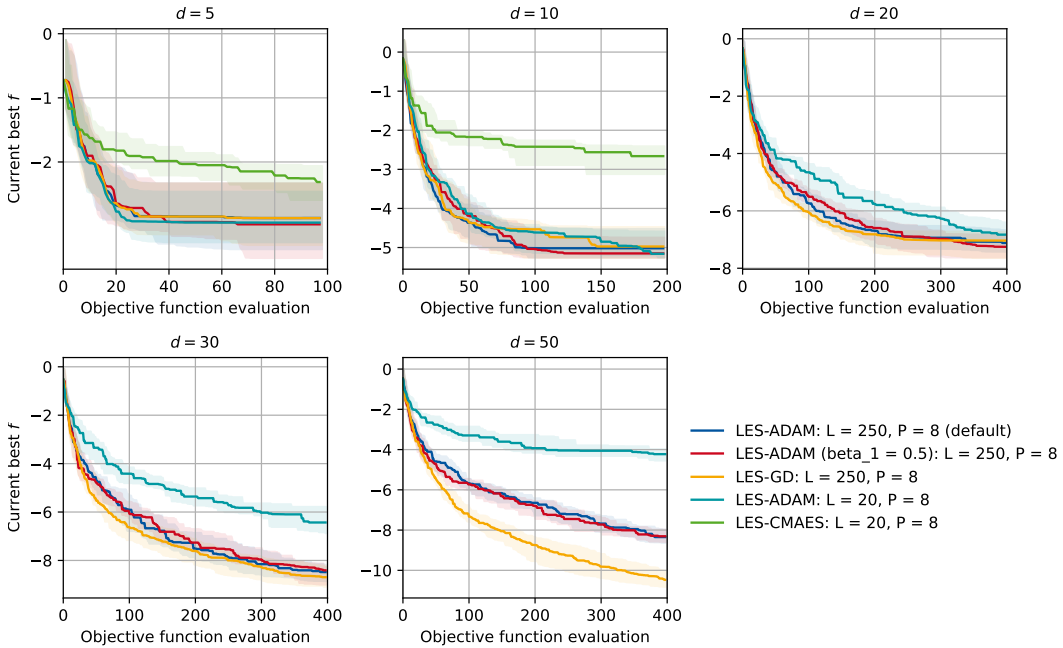 d = 5
d = 10
d = 20
0
−1
−2
Current best f
0 20 40 60 80 100
Objective function evaluation
0
−1
−2
−3
−4
−5
0 50 100 150 200
Objective function evaluation
0
−2
−4
−6
−8
0 100 200 300 400
Objective function evaluation
d = 30
d = 50
0
−2
−4
−6
−8
Current best f
0 100 200 300 400
Objective function evaluation
0
−2
−4
−6
−8
−10
0 100 200 300 400
Objective function evaluation
LES-ADAM: L = 250, P = 8 (default)
LES-ADAM (beta_1 = 0.5): L = 250, P = 8
LES-GD: L = 250, P = 8
LES-ADAM: L = 20, P = 8
LES-CMAES: L = 20, P = 8